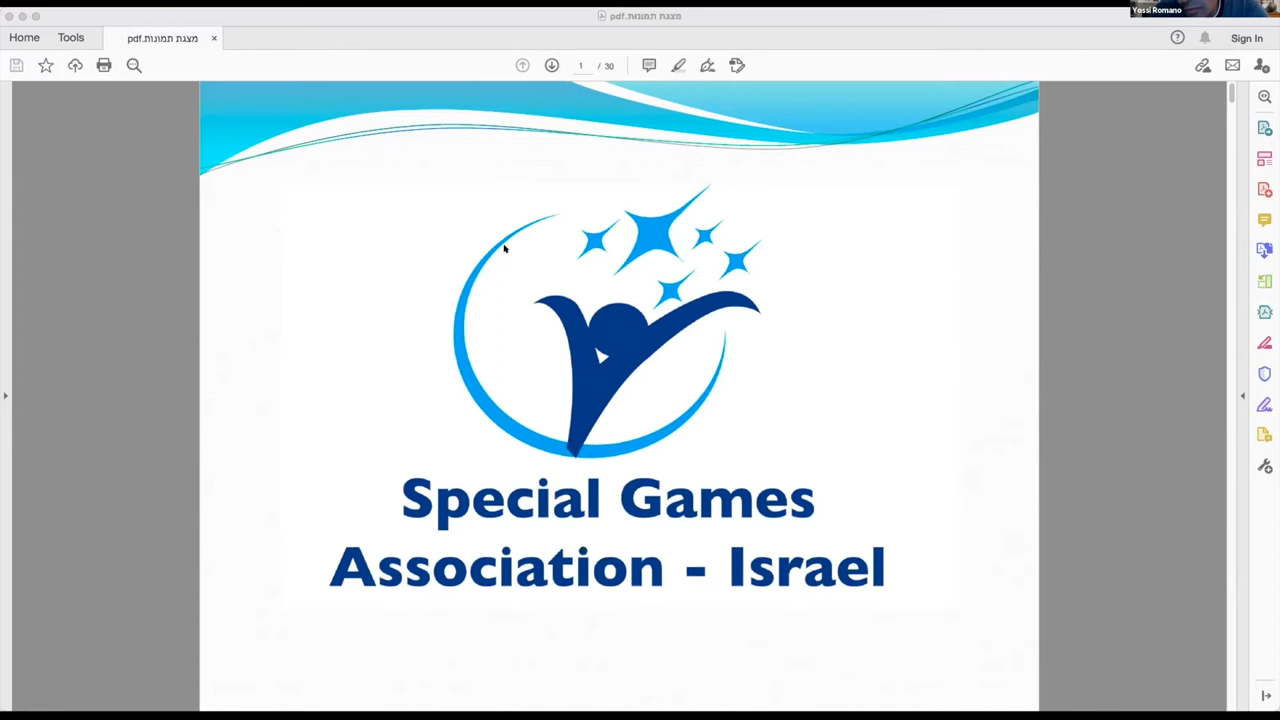 מצגת תמונות.pdf
Yossi Romano
Home
Tools
מצגת תמונות.pdf
Sign In
1 / 30
Special Games
Association - Israel